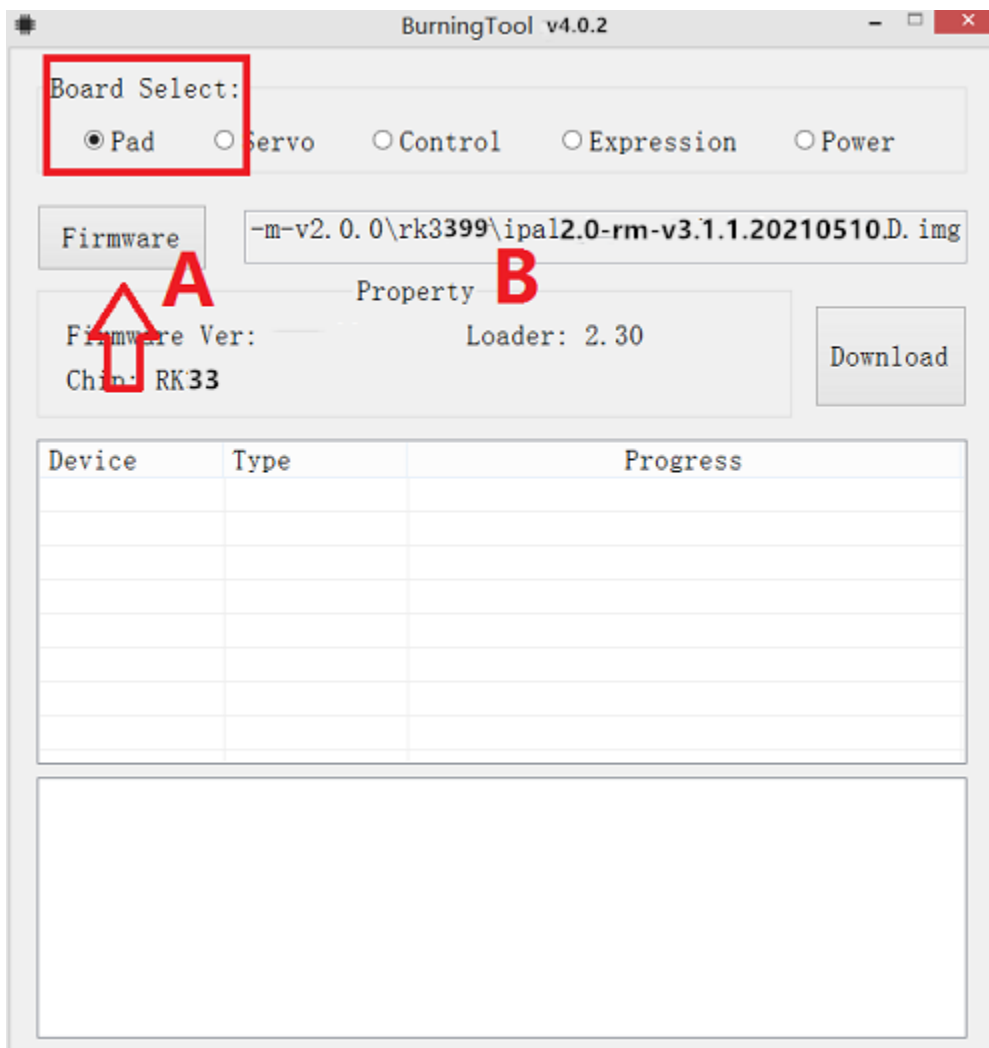 BurningTool v4.0.2
Board Select:
Pad Servo Control Expression Power
Firmware -m-v2.0.0\rk3399\ipal2.0-rm-v3.1.1.20210510.D.img
A B
Property
Firmware Ver: Loader: 2.30
Chip: RK33
Download
Device Type Progress